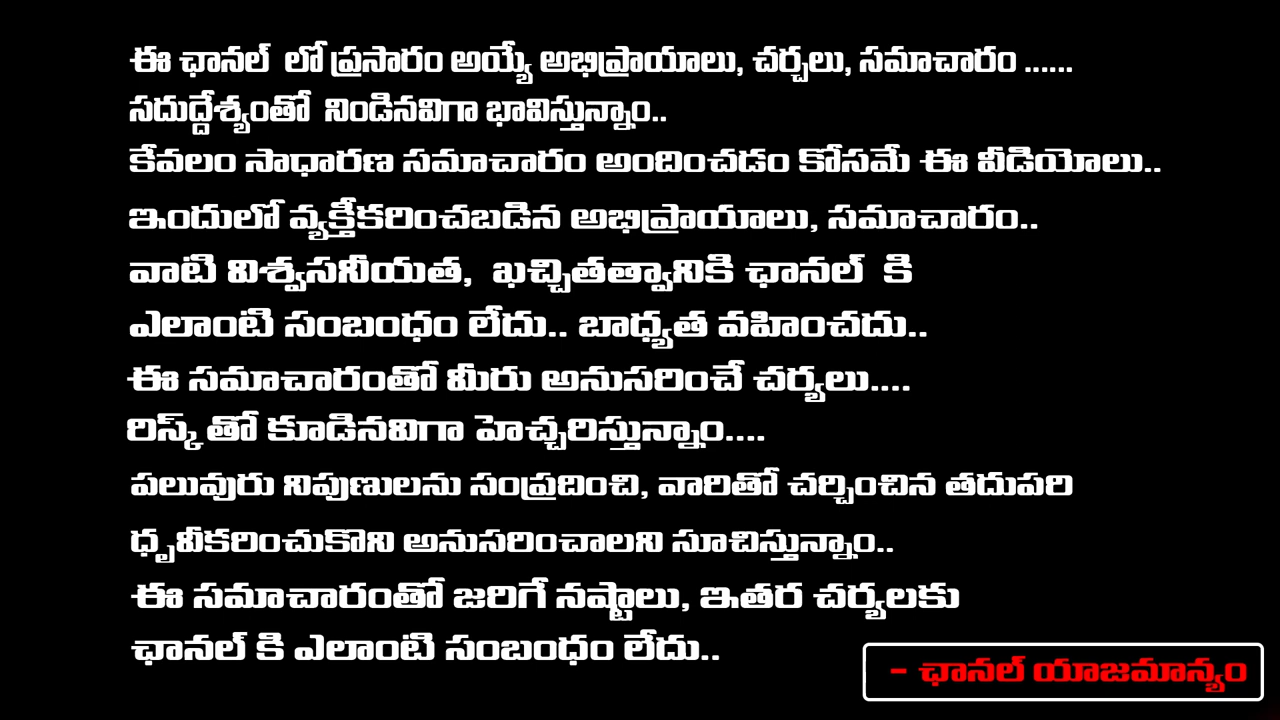 ఈ ఛానల్ లో ప్రసారం అయ్యే అభిప్రాయాలు, చర్చలు, సమాచారం ......
సదుద్దేశ్యంతో నిండినవిగా భావిస్తున్నాం..
కేవలం సాధారణ సమాచారం అందించడం కోసమే ఈ వీడియోలు..
ఇందులో వ్యక్తీకరించబడిన అభిప్రాయాలు, సమాచారం..
వాటి విశ్వసనీయత, ఖచ్చితత్వానికి ఛానల్ కి
ఎలాంటి సంబంధం లేదు.. బాధ్యత వహించదు..
ఈ సమాచారంతో మీరు అనుసరించే చర్యలు....
రిస్క్ తో కూడినవిగా హెచ్చరిస్తున్నాం....
పలువురు నిపుణులను సంప్రదించి, వారితో చర్చించిన తదుపరి
ధృవీకరించుకొని అనుసరించాలని సూచిస్తున్నాం..
ఈ సమాచారంతో జరిగే నష్టాలు, ఇతర చర్యలకు
ఛానల్ కి ఎలాంటి సంబంధం లేదు..
- ఛానల్ యాజమాన్యం